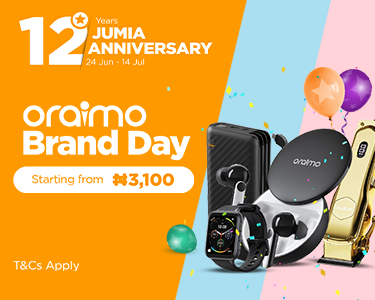 12 Years
JUMIA
ANNIVERSARY
24 Jun - 14 Jul
oraimo
Brand Day
Starting from ₦3,100
T&Cs Apply
oraimo